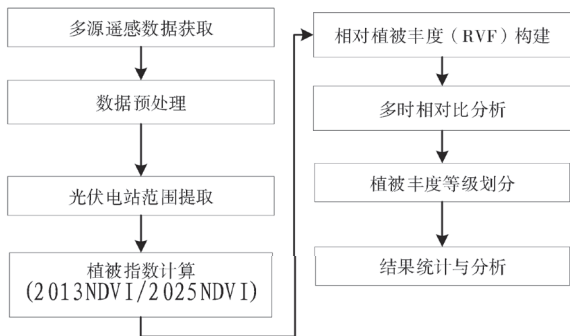 多源遥感数据获取
数据预处理
光伏电站范围提取
植被指数计算
(2013NDVI/2025NDVI)
相对植被丰度（RVF）构建
多时相对比分析
植被丰度等级划分
结果统计与分析